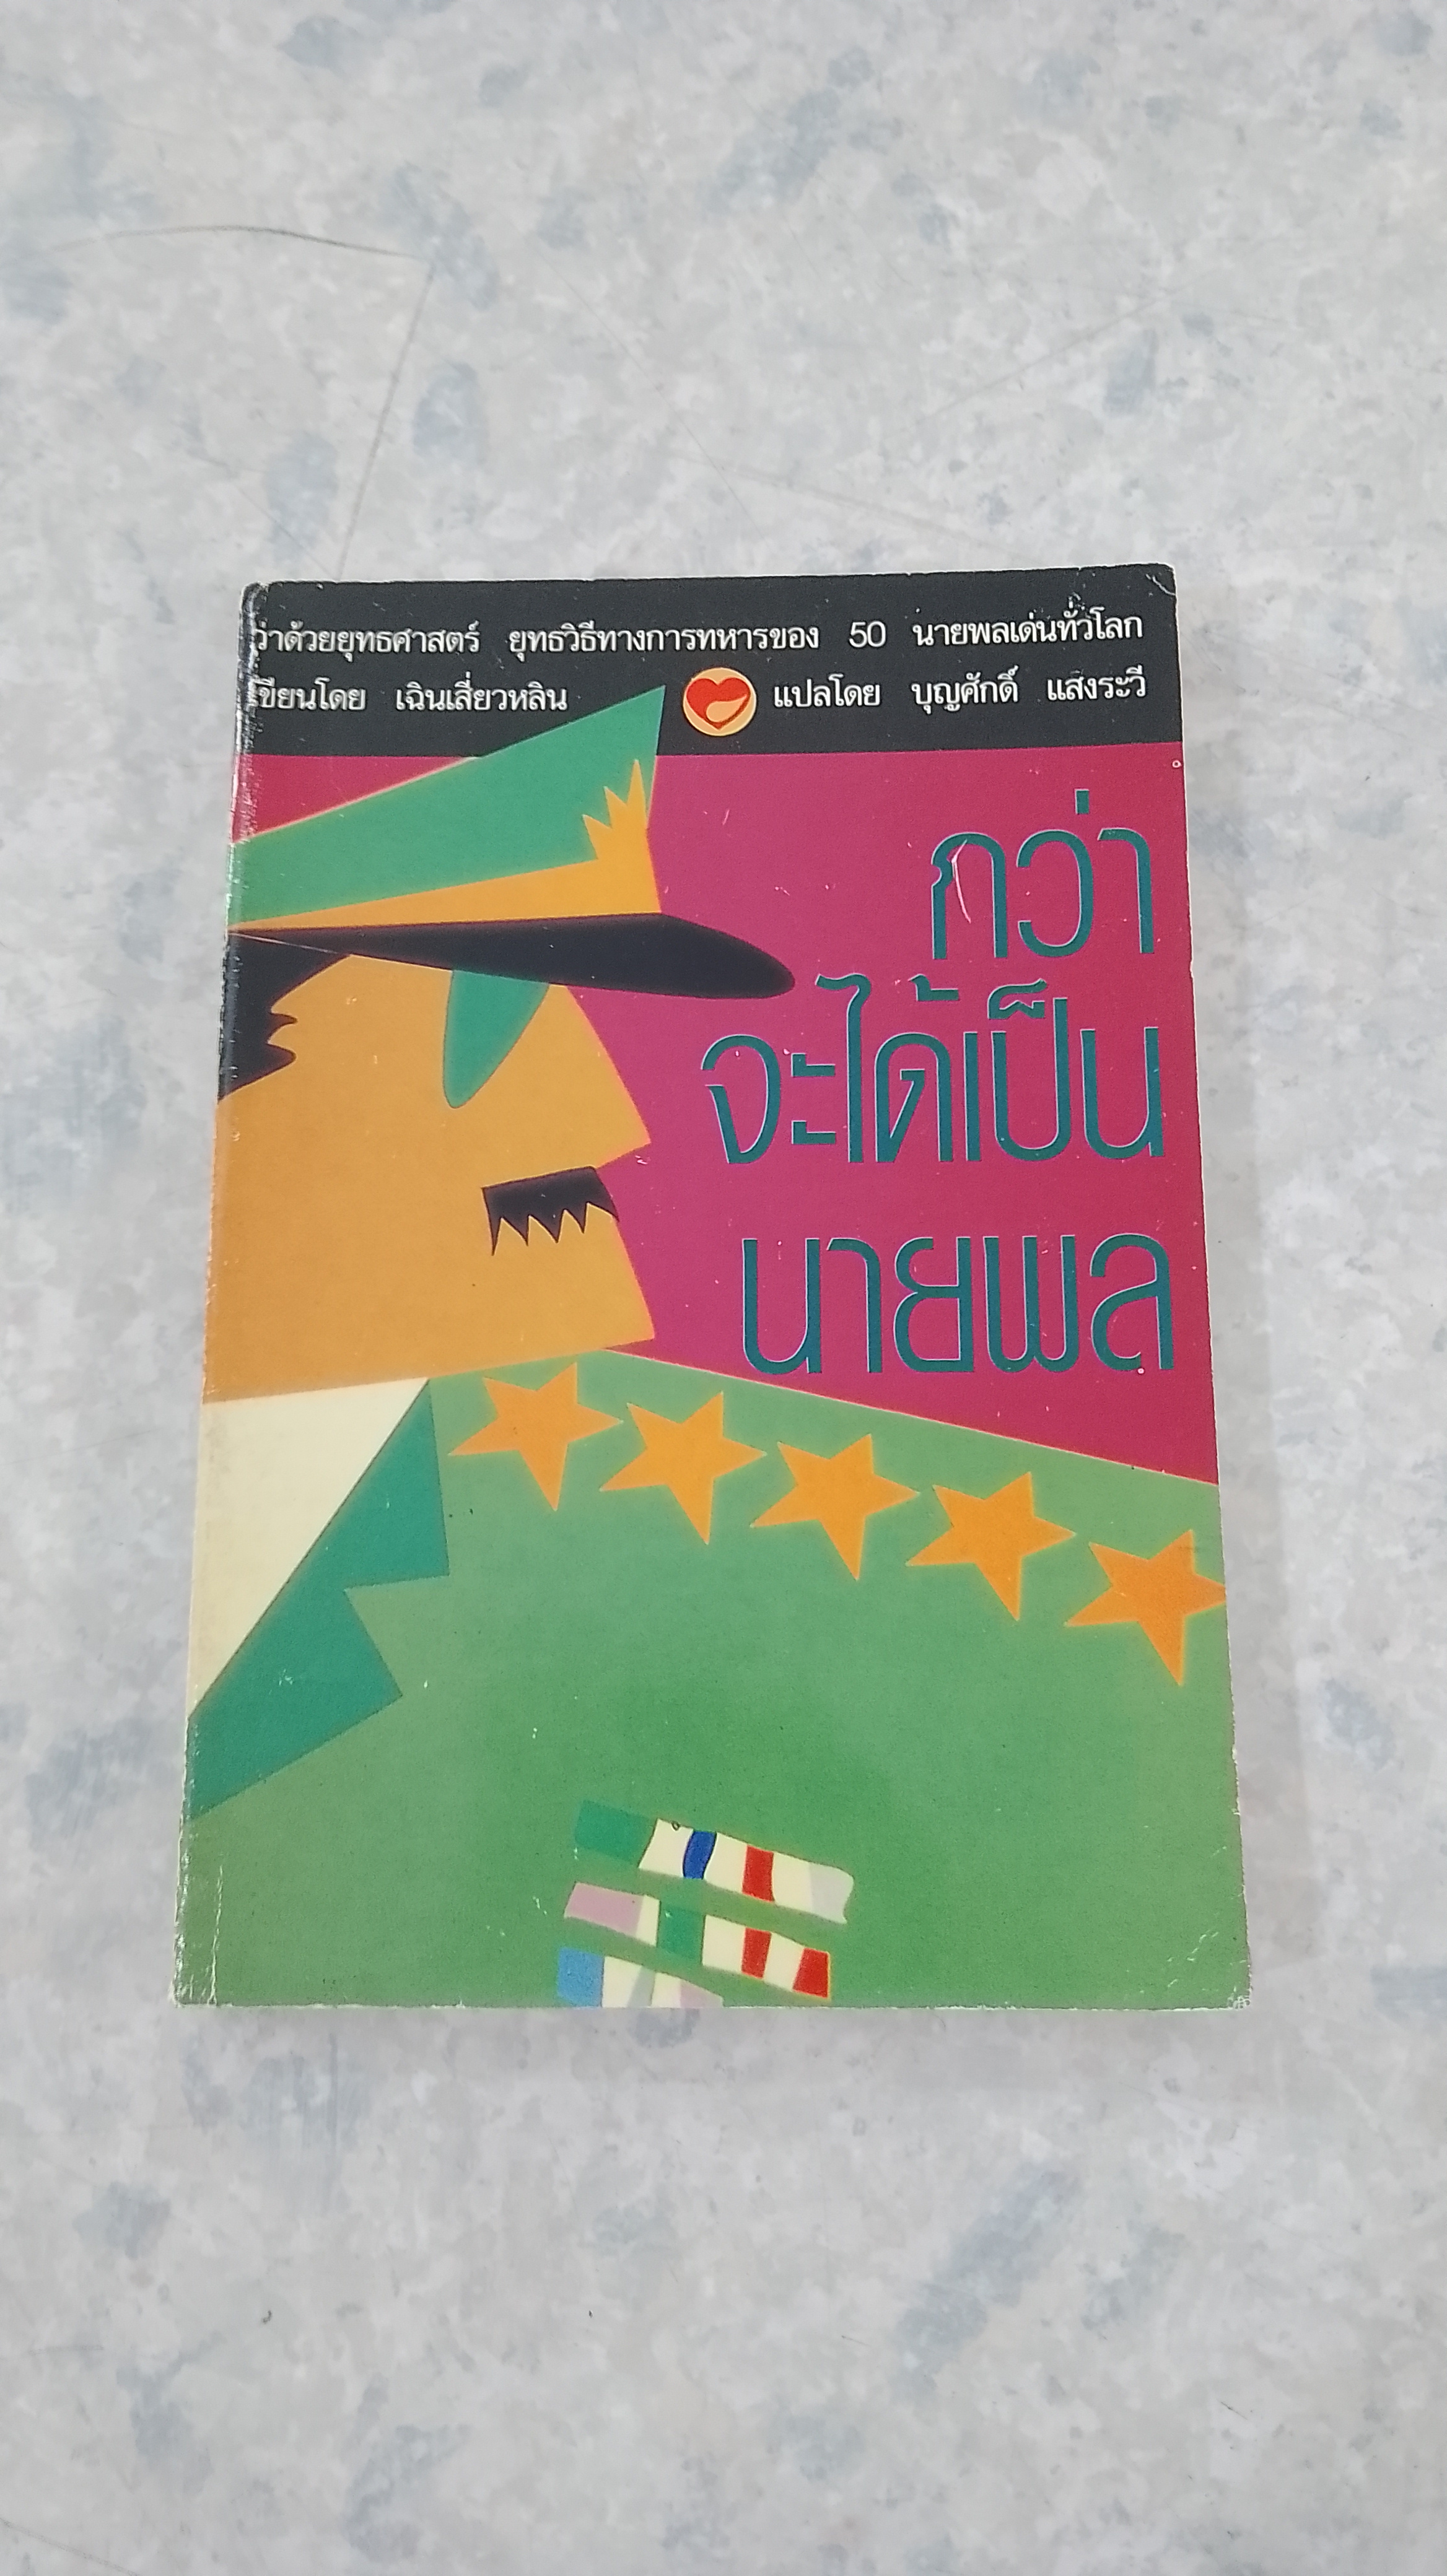 ว่าด้วยยุทธศาสตร์ ยุทธวิธีทางการทหารของ 50 นายพลเด่นทั่วโลก
เขียนโดย เฉินเสี่ยวหลิน แปลโดย บุญศักดิ์ แสงระวี
กว่า
จะได้เป็น
นายพล